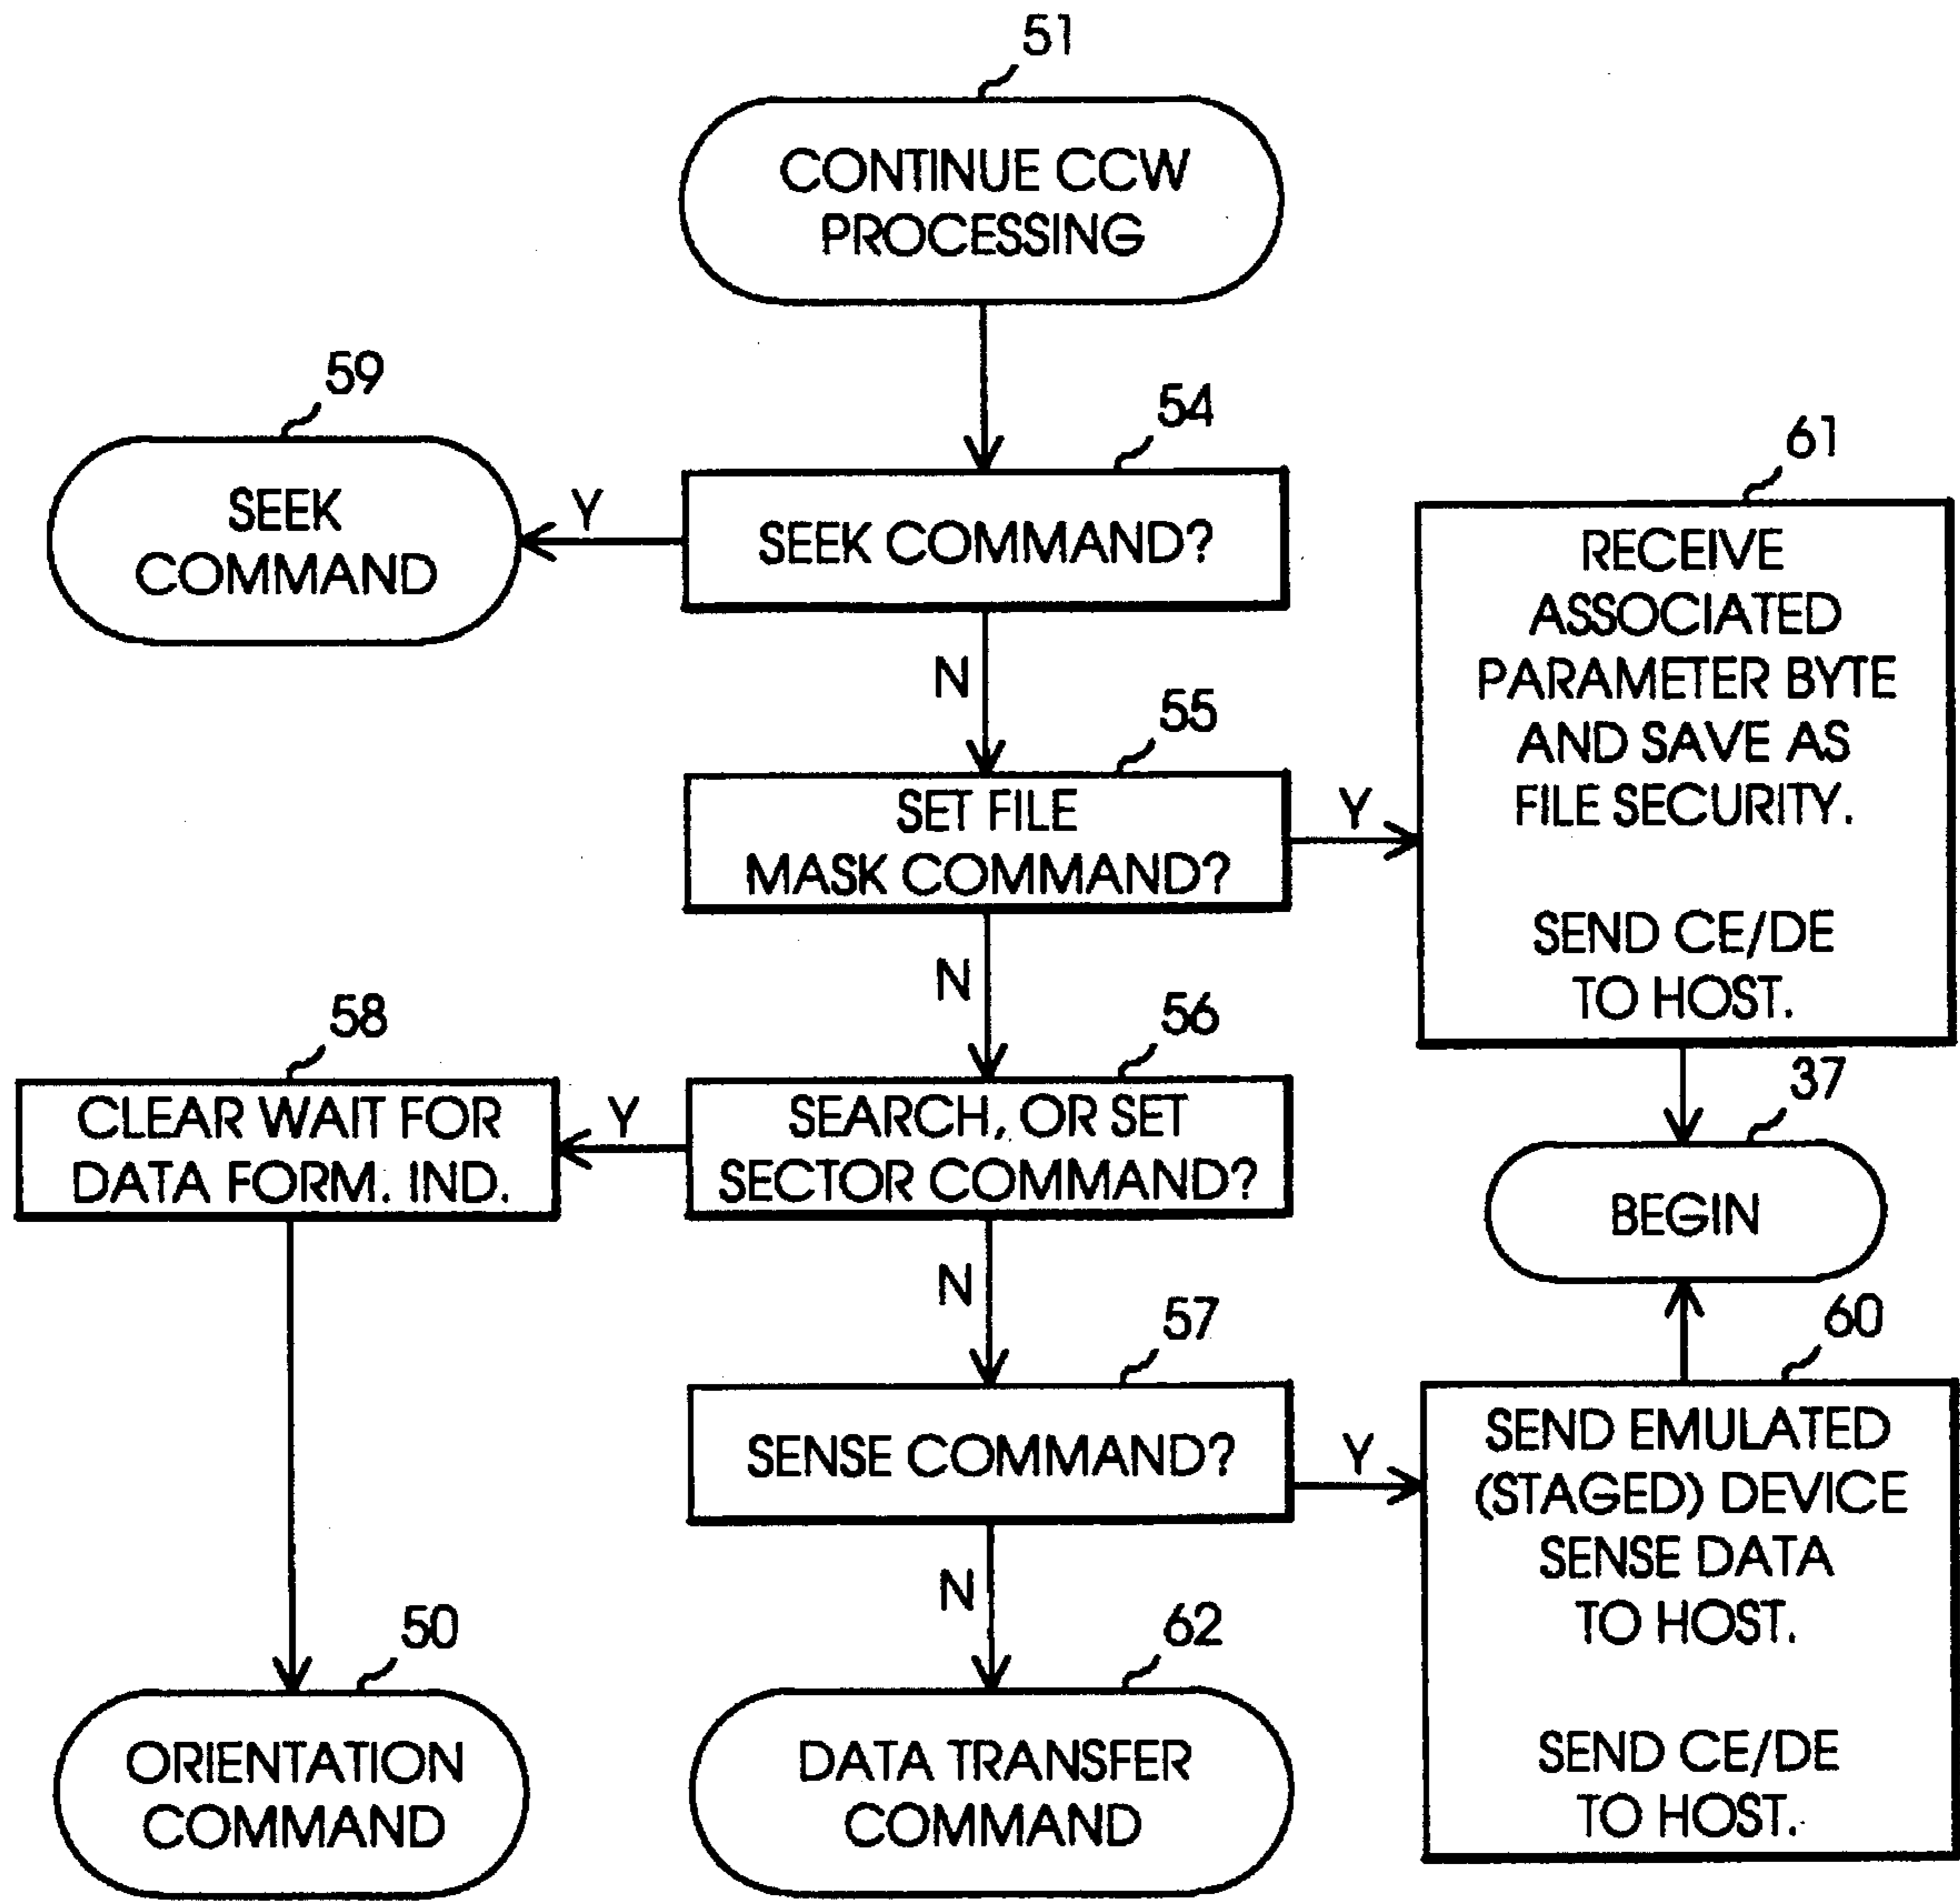 51
CONTINUE CCW
PROCESSING
59
SEEK
COMMAND
Y
54
SEEK COMMAND?
N
61
RECEIVE
ASSOCIATED
PARAMETER BYTE
AND SAVE AS
FILE SECURITY.
SEND CE/DE
TO HOST.
55
SET FILE
MASK COMMAND?
Y
N
58
CLEAR WAIT FOR
DATA FORM. IND.
Y
56
SEARCH, OR SET
SECTOR COMMAND?
N
37
BEGIN
57
SENSE COMMAND?
Y
N
60
SEND EMULATED
(STAGED) DEVICE
SENSE DATA
TO HOST.
SEND CE/DE
TO HOST.
50
ORIENTATION
COMMAND
62
DATA TRANSFER
COMMAND